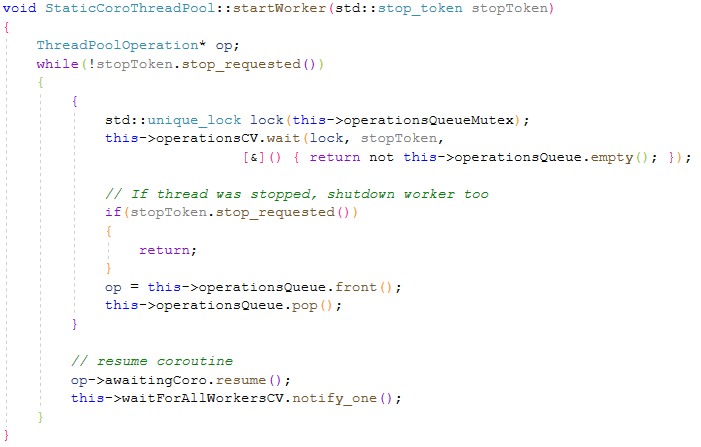 void StaticCoroThreadPool::startWorker(std::stop_token stopToken)
{
    ThreadPoolOperation* op;
    while(!stopToken.stop_requested())
    {
        {
            std::unique_lock lock(this->operationsQueueMutex);
            this->operationsCV.wait(lock, stopToken,
                            [&]() { return not this->operationsQueue.empty(); });

            // If thread was stopped, shutdown worker too
            if(stopToken.stop_requested())
            {
                return;
            }
            op = this->operationsQueue.front();
            this->operationsQueue.pop();
        }

        // resume coroutine
        op->awaitingCoro.resume();
        this->waitForAllWorkersCV.notify_one();
    }
}